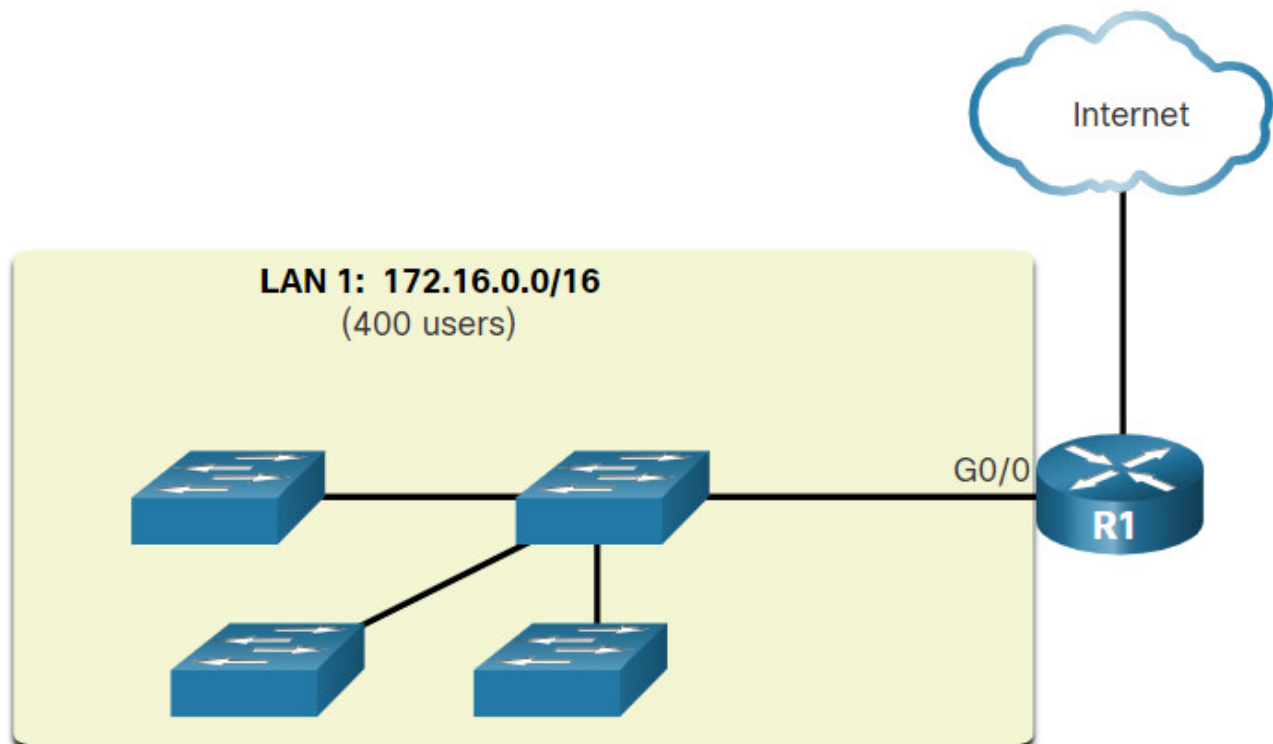 Internet
LAN 1: 172.16.0.0/16
(400 users)
G0/0
R1